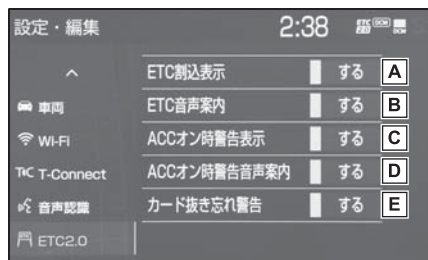 設定・編集 2:38 ETC DCM
ETC割込表示 する A
車両 ETC音声案内 する B
Wi-Fi ACCオン時警告表示 する C
T-Connect ACCオン時警告音声案内 する D
音声認識 カード抜き忘れ警告 する E
ETC2.0